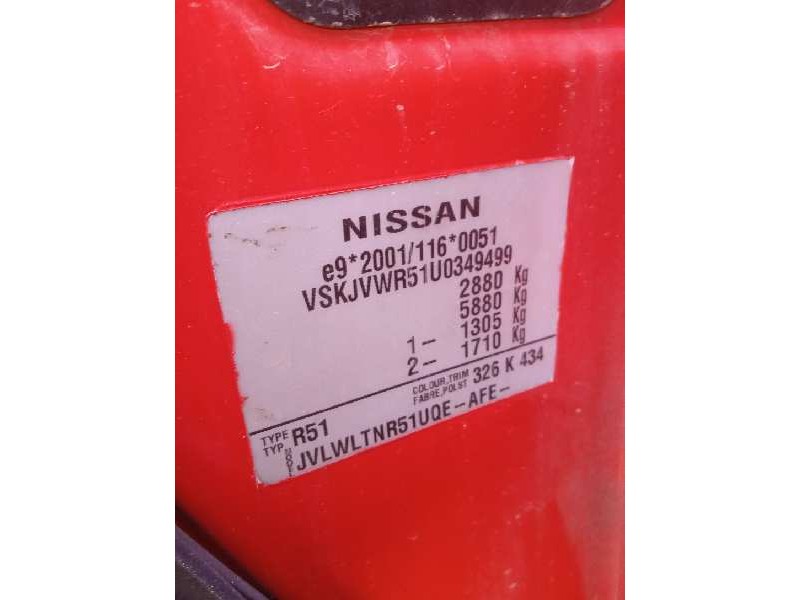 NISSAN
e9*2001/116*0051
VSKJVWR51U0349499
2880 Kg
5880 Kg
1- 1305 Kg
2- 1710 Kg
TYPE TYP. R51 COLOUR,TRIM FABRE,POLST 326 K 434
MODEL JVLWLTNR51UQE-AFE-